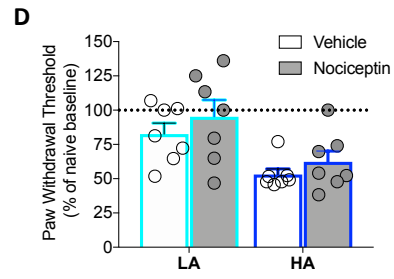 D
Paw Withdrawal Threshold
(% of naive baseline)
150
125
100
75
50
25
0
Vehicle
Nociceptin
LA
HA